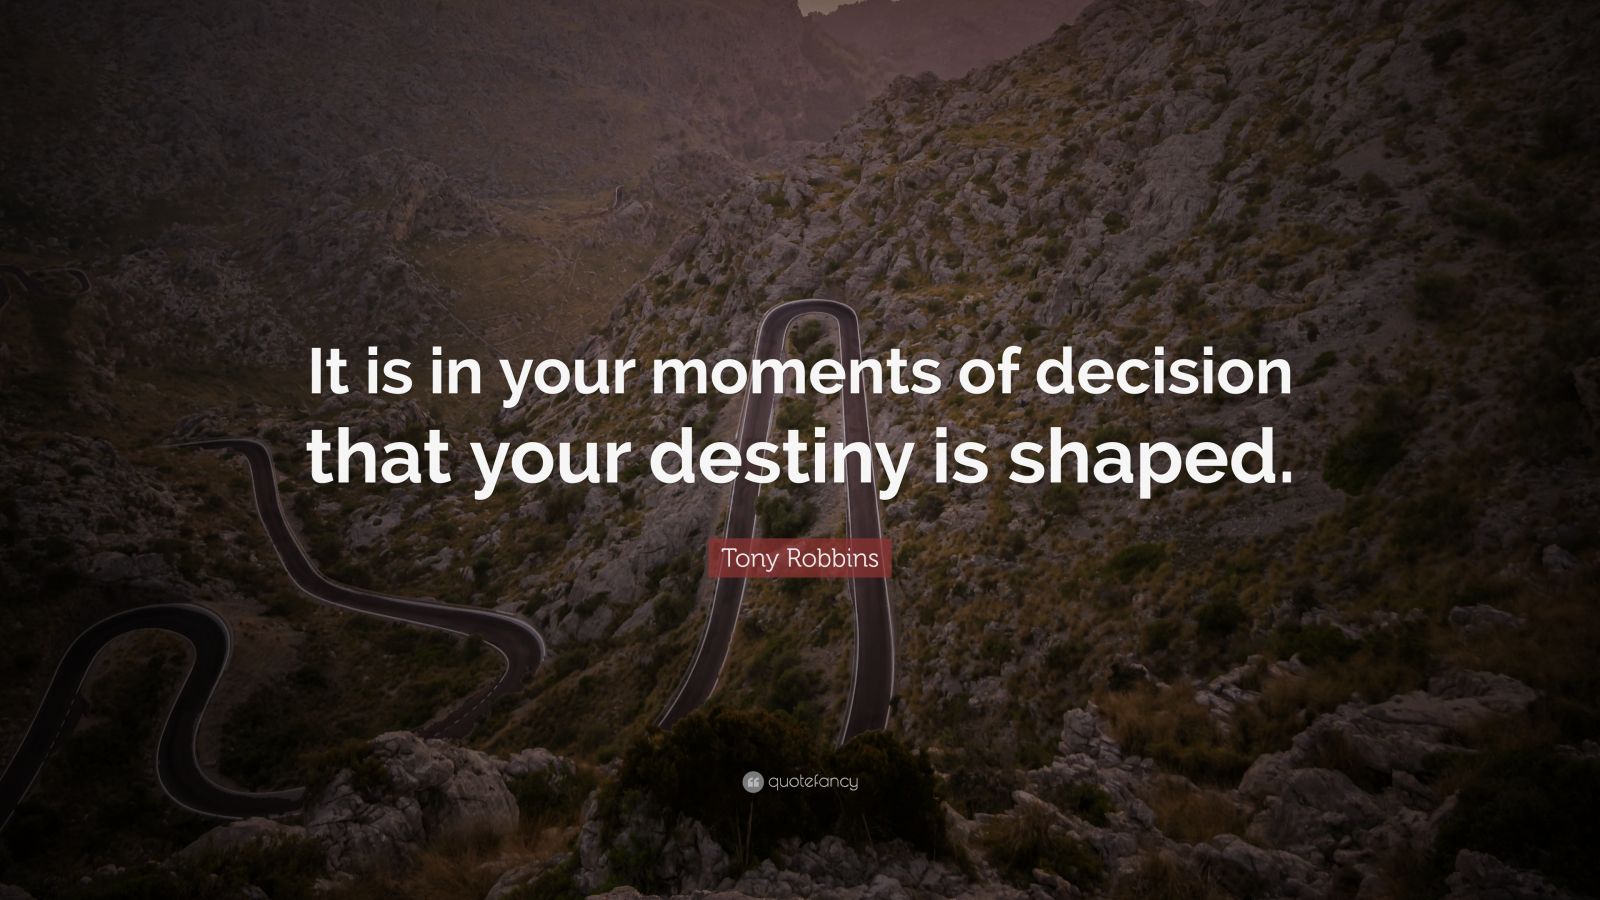 It is in your moments of decision
that your destiny is shaped.
Tony Robbins
quotefancy